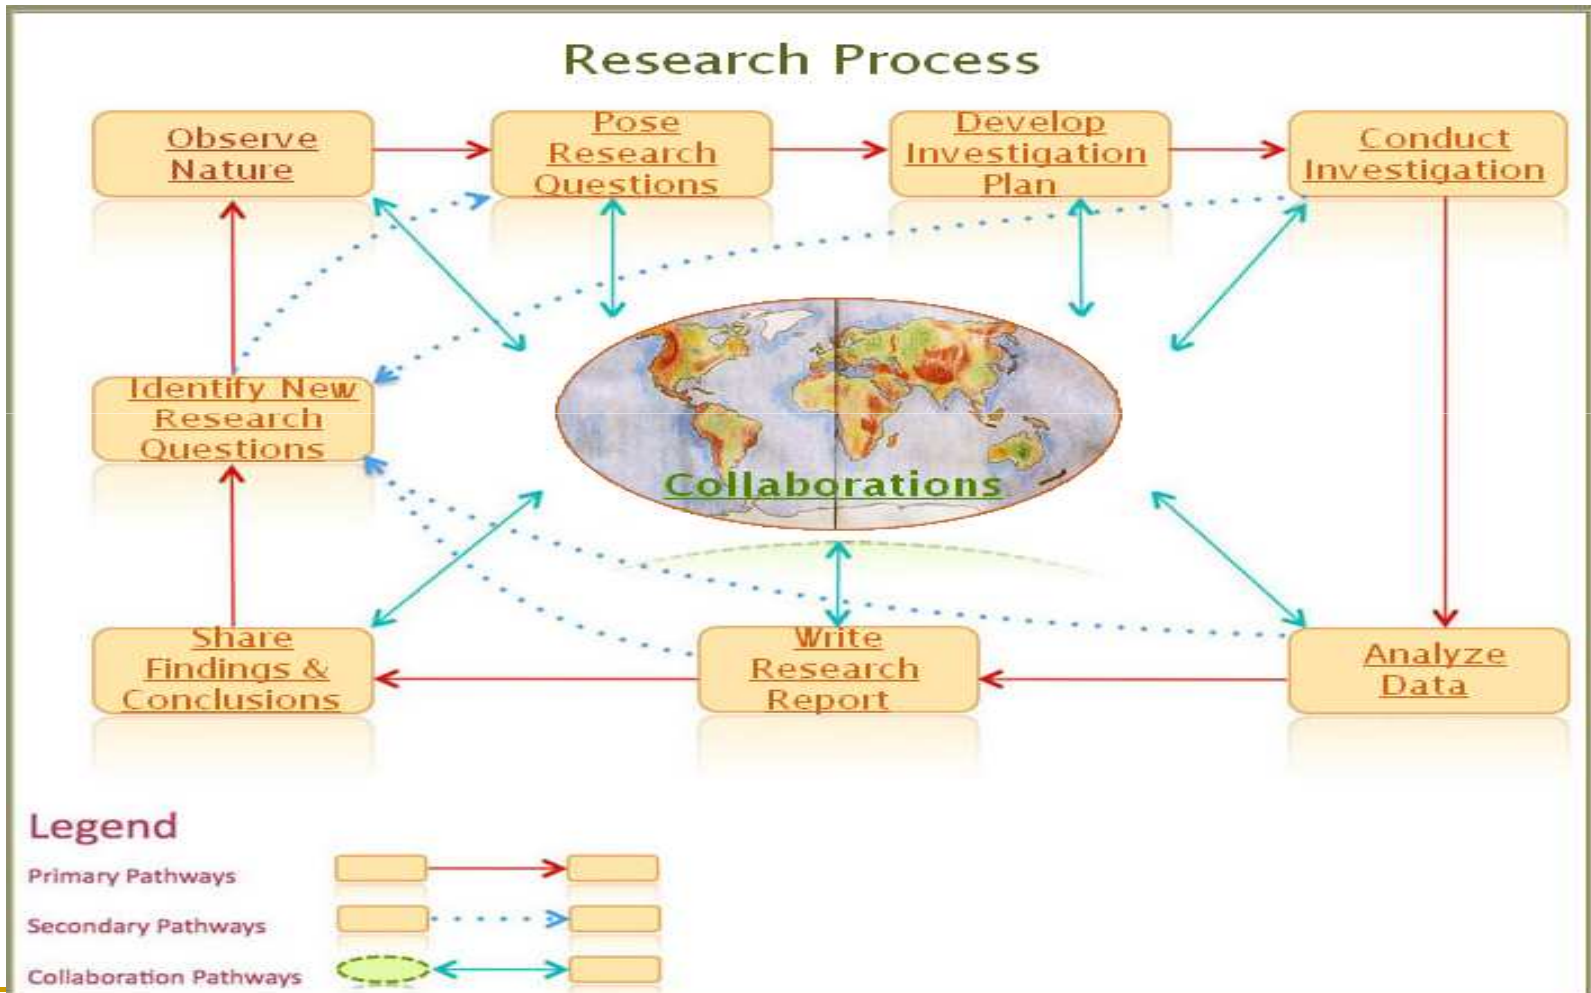 Research Process
Observe
Nature
Pose
Research
Questions
Develop
Investigation
Plan
Conduct
Investigation
Identify New
Research
Questions
Collaborations
Share
Findings &
Conclusions
Write
Research
Report
Analyze
Data
Legend
Primary Pathways
Secondary Pathways
Collaboration Pathways